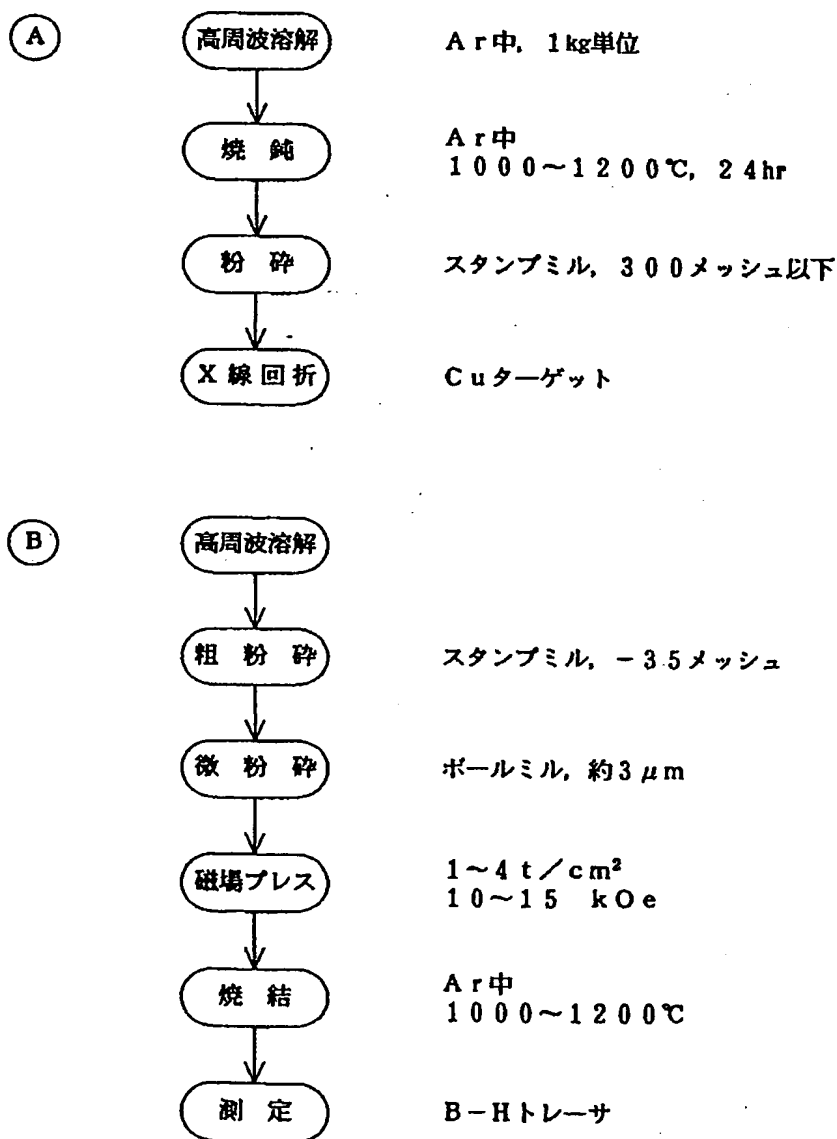 A
高周波溶解 Ar中, 1kg単位
焼鈍 Ar中
1000~1200℃, 24hr
粉砕 スタンプミル, 300メッシュ以下
X線回折 Cuターゲット
B
高周波溶解
粗粉砕 スタンプミル, -35メッシュ
微粉砕 ボールミル, 約3μm
磁場プレス 1~4t/cm²
10~15 kOe
焼結 Ar中
1000~1200℃
測定 B-Hトレーサ